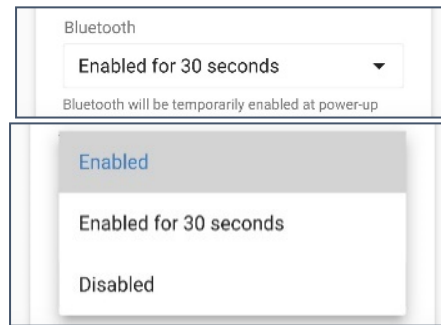 Bluetooth
Enabled for 30 seconds
Bluetooth will be temporarily enabled at power-up
Enabled
Enabled for 30 seconds
Disabled